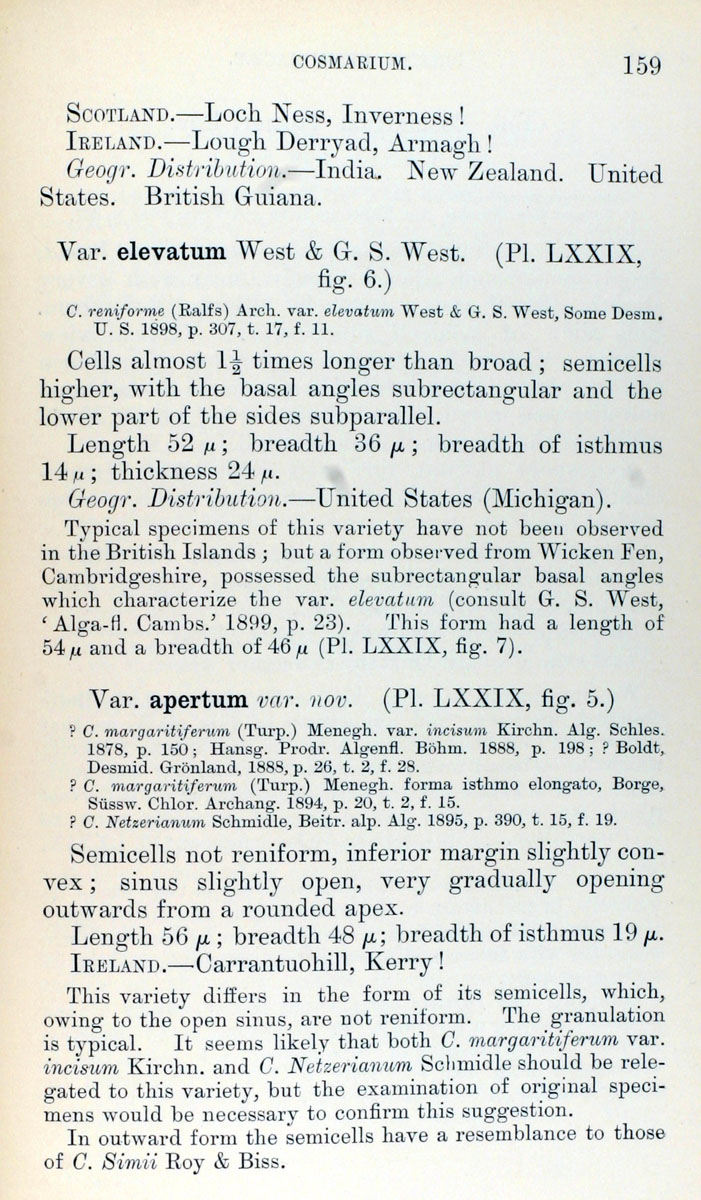 COSMARIUM. 159
SCOTLAND.—Loch Ness, Inverness !
IRELAND.—Lough Derryad, Armagh !
Geogr. Distribution.—India. New Zealand. United
States. British Guiana.
Var. elevatum West & G. S. West. (Pl. LXXIX,
fig. 6.)
C. reniforme (Ralfs) Arch. var. elevatum West & G. S. West, Some Desm.
U. S. 1898, p. 307, t. 17, f. 11.
Cells almost 1½ times longer than broad ; semicells
higher, with the basal angles subrectangular and the
lower part of the sides subparallel.
Length 52 µ ; breadth 36 µ ; breadth of isthmus
14 µ ; thickness 24 µ.
Geogr. Distribution.—United States (Michigan).
Typical specimens of this variety have not been observed
in the British Islands ; but a form observed from Wicken Fen,
Cambridgeshire, possessed the subrectangular basal angles
which characterize the var. elevatum (consult G. S. West,
‘ Alga-fl. Cambs.’ 1899, p. 23). This form had a length of
54 µ and a breadth of 46 µ (Pl. LXXIX, fig. 7).
Var. apertum var. nov. (Pl. LXXIX, fig. 5.)
? C. margaritiferum (Turp.) Menegh. var. incisum Kirchn. Alg. Schles.
1878, p. 150 ; Hansg. Prodr. Algenfl. Böhm. 1888, p. 198 ; ? Boldt,
Desmid. Grönland, 1888, p. 26, t. 2, f. 28.
? C. margaritiferum (Turp.) Menegh. forma isthmo elongato, Borge,
Süssw. Chlor. Archang. 1894, p. 20, t. 2, f. 15.
? C. Netzerianum Schmidle, Beitr. alp. Alg. 1895, p. 390, t. 15, f. 19.
Semicells not reniform, inferior margin slightly con-
vex ; sinus slightly open, very gradually opening
outwards from a rounded apex.
Length 56 µ ; breadth 48 µ ; breadth of isthmus 19 µ.
IRELAND.—Carrantuohill, Kerry !
This variety differs in the form of its semicells, which,
owing to the open sinus, are not reniform. The granulation
is typical. It seems likely that both C. margaritiferum var.
incisum Kirchn. and C. Netzerianum Schmidle should be rele-
gated to this variety, but the examination of original speci-
mens would be necessary to confirm this suggestion.
In outward form the semicells have a resemblance to those
of C. Simii Roy & Biss.